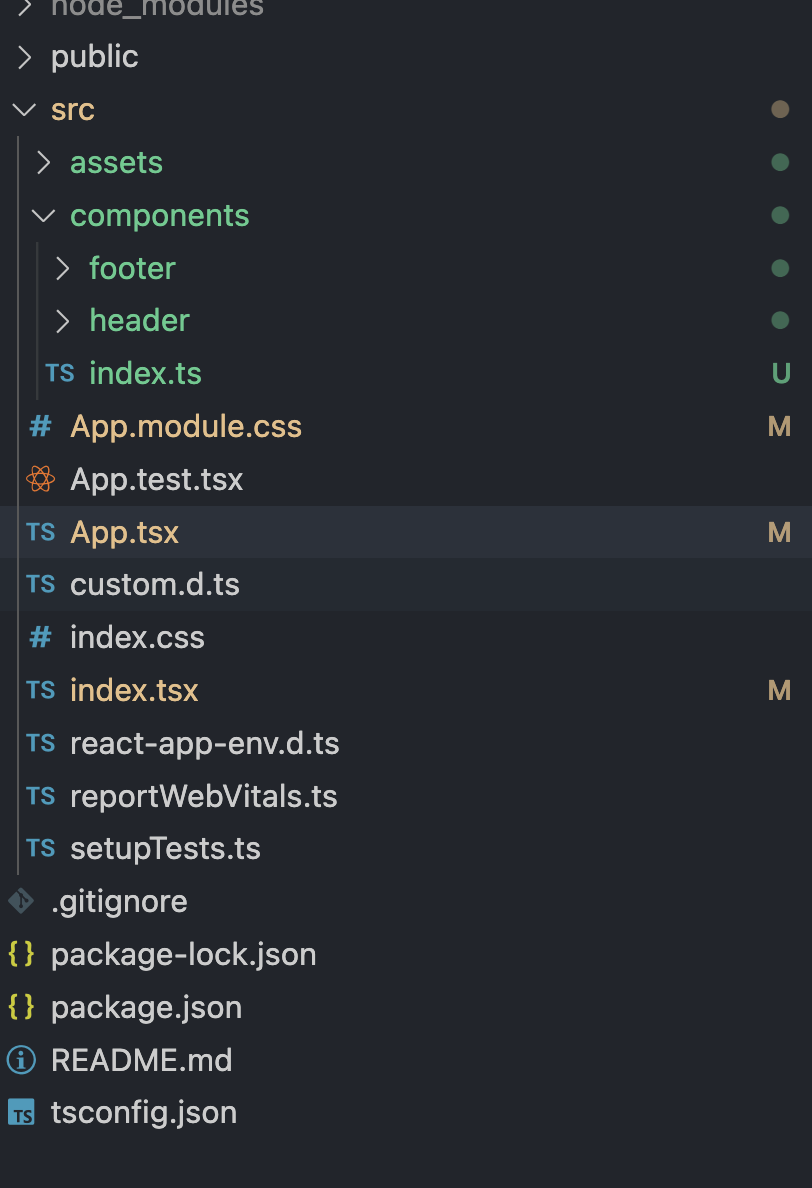 node_modules
public
src
assets
components
footer
header
TS index.ts U
# App.module.css M
App.test.tsx
TS App.tsx M
TS custom.d.ts
# index.css
TS index.tsx M
TS react-app-env.d.ts
TS reportWebVitals.ts
TS setupTests.ts
.gitignore
{} package-lock.json
{} package.json
README.md
TS tsconfig.json